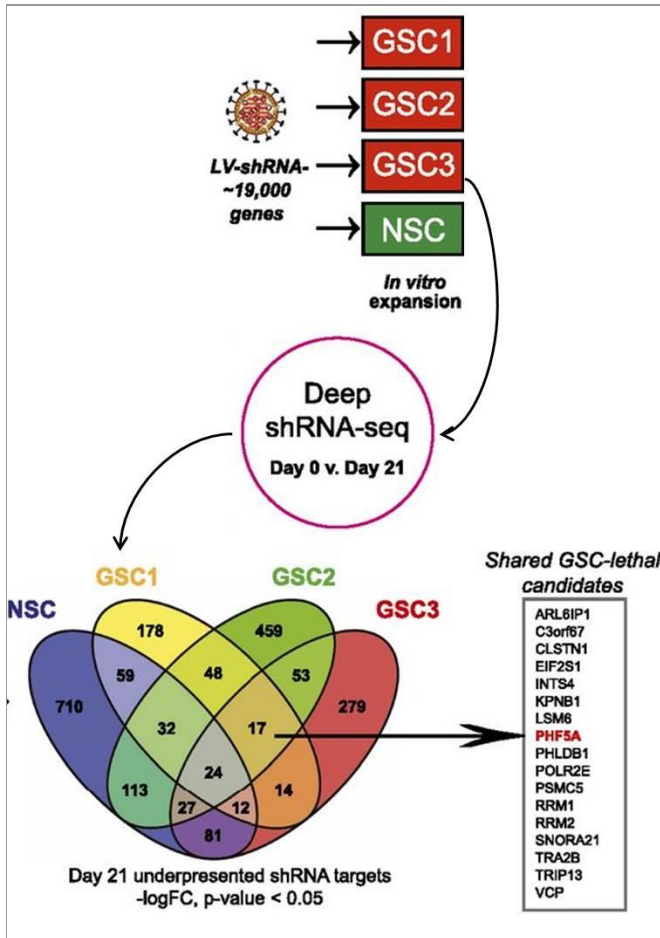 GSC1
GSC2
GSC3
NSC
LV-shRNA-
~19,000
genes
In vitro
expansion
Deep
shRNA-seq
Day 0 v. Day 21
GSC1
GSC2
NSC
GSC3
178
459
59
48
53
710
32
17
279
24
113
27
12
14
81
Day 21 underpresented shRNA targets
-logFC, p-value < 0.05
Shared GSC-lethal
candidates
ARL6IP1
C3orf67
CLSTN1
EIF2S1
INTS4
KPNB1
LSM6
PHF5A
PHLDB1
POLR2E
PSMC5
RRM1
RRM2
SNORA21
TRA2B
TRIP13
VCP